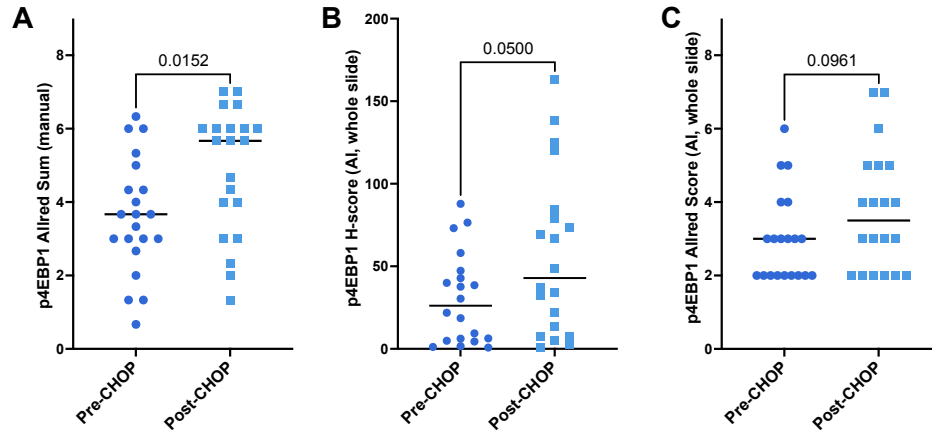 A
p4EBP1 Allred Sum (manual)
8
6
4
2
0
0.0152
Pre-CHOP
Post-CHOP
B
p4EBP1 H-score (AI, whole slide)
200
150
100
50
0
0.0500
Pre-CHOP
Post-CHOP
C
p4EBP1 Allred Score (AI, whole slide)
8
6
4
2
0
0.0961
Pre-CHOP
Post-CHOP